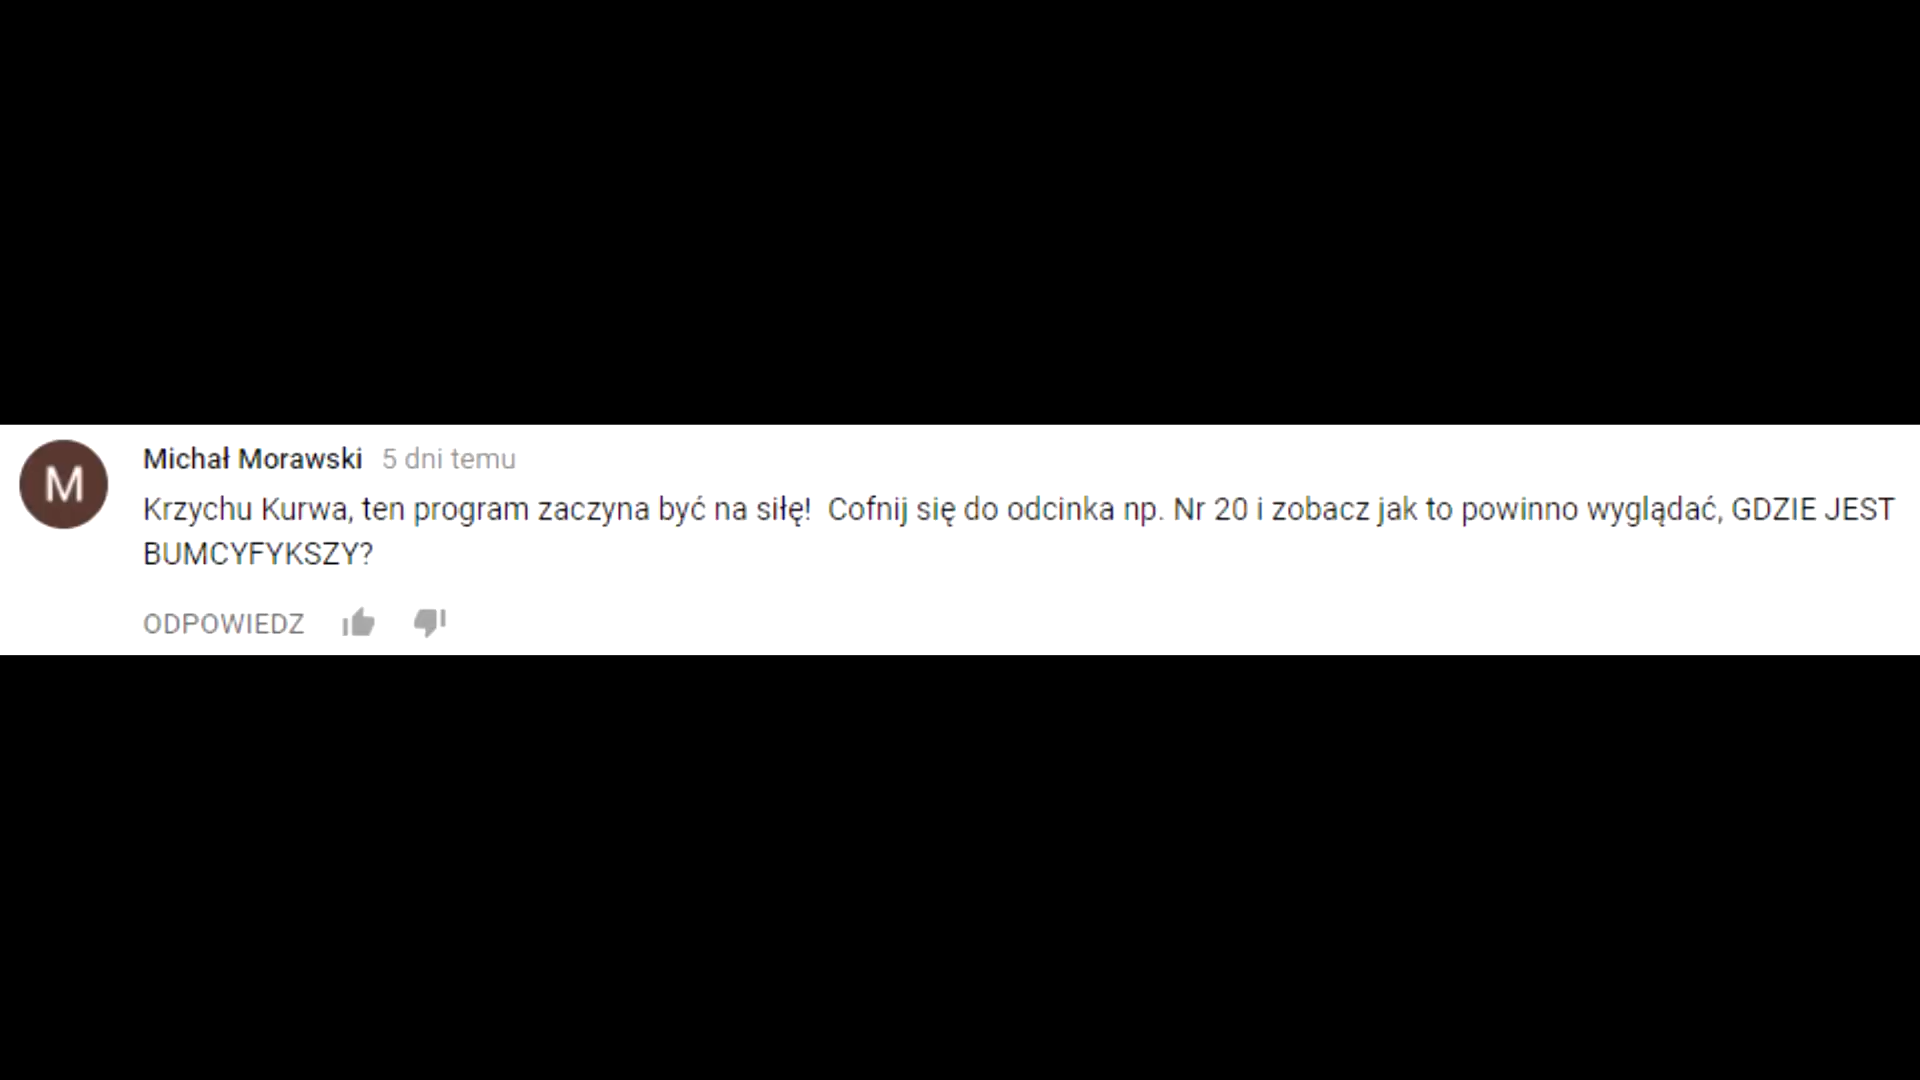 M
Michał Morawski 5 dni temu
Krzychu Kurwa, ten program zaczyna być na siłę!  Cofnij się do odcinka np. Nr 20 i zobacz jak to powinno wyglądać, GDZIE JEST
BUMCYFYKSZY?
ODPOWIEDZ